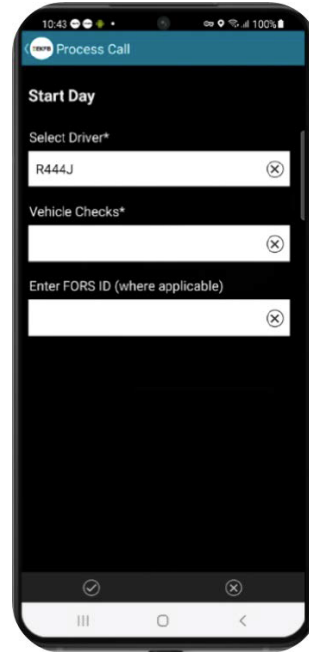 10:43 100%
Process Call
Start Day
Select Driver*
R444J
Vehicle Checks*
Enter FORS ID (where applicable)